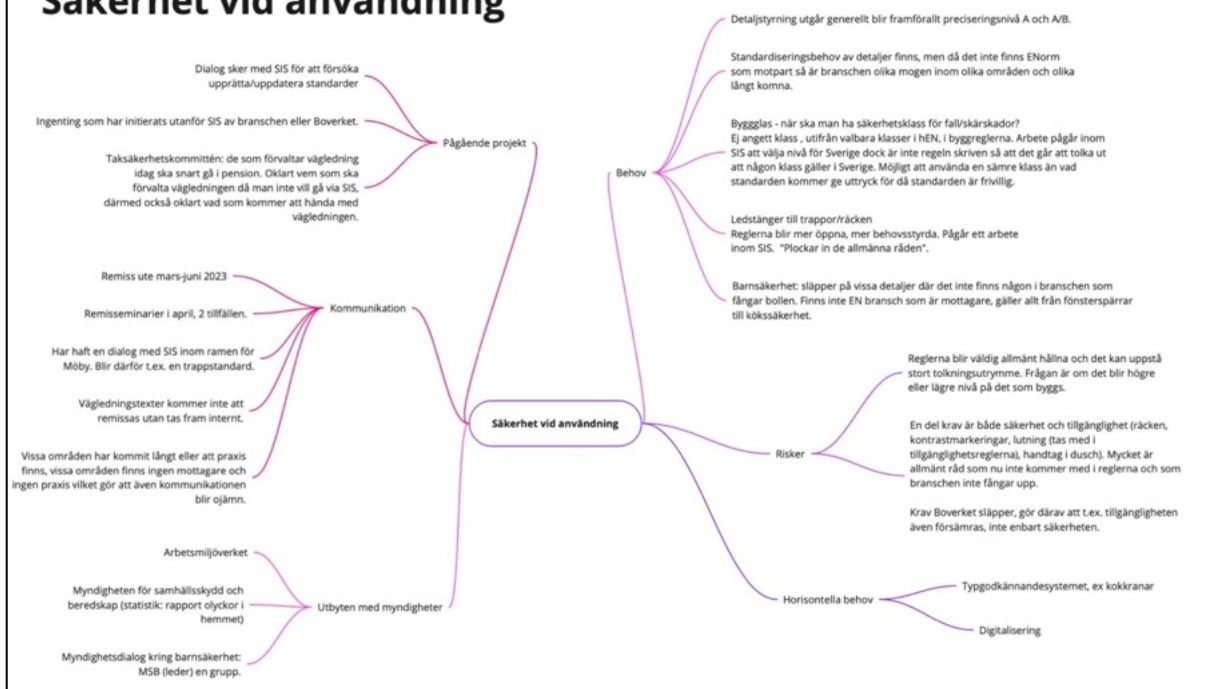 Säkerhet vid användning
Dialog sker med SIS för att försöka
upprätta/uppdatera standarder
Ingenting som har initierats utanför SIS av branschen eller Boverket.
Taksäkerhetskommittén: de som förvaltar vägledning
idag ska snart gå i pension. Oklart vem som ska
förvalta vägledningen då man inte vill gå via SIS,
därmed också oklart vad som kommer att hända med
vägledningen.
Pågående projekt
Remiss ute mars-juni 2023
Remisseminarier i april, 2 tillfällen.
Har haft en dialog med SIS inom ramen för
Möby. Blir därför t.ex. en trappstandard.
Vägledningstexter kommer inte att
remissas utan tas fram internt.
Vissa områden har kommit långt eller att praxis
finns, vissa områden finns ingen mottagare och
ingen praxis vilket gör att även kommunikationen
blir ojämn.
Kommunikation
Arbetsmiljöverket
Myndigheten för samhällsskydd och
beredskap (statistik: rapport olyckor i
hemmet)
Myndighetsdialog kring barnsäkerhet:
MSB (leder) en grupp.
Utbyten med myndigheter
Säkerhet vid användning
Behov
Detaljstyrning utgår generellt blir framförallt preciseringsnivå A och A/B.
Standardiseringsbehov av detaljer finns, men då det inte finns ENorm
som motpart så är branschen olika mogen inom olika områden och olika
långt komna.
Byggglas - när ska man ha säkerhetsklass för fall/skärskador?
Ej angett klass , utifrån valbara klasser i hEN, i byggreglerna. Arbete pågår inom
SIS att välja nivå för Sverige dock är inte regeln skriven så att det går att tolka ut
att någon klass gäller i Sverige. Möjligt att använda en sämre klass än vad
standarden kommer ge uttryck för då standarden är frivillig.
Ledstänger till trappor/räcken
Reglerna blir mer öppna, mer behovsstyrda. Pågår ett arbete
inom SIS. "Plockar in de allmänna råden".
Barnsäkerhet: släpper på vissa detaljer där det inte finns någon i branschen som
fångar bollen. Finns inte EN bransch som är mottagare, gäller allt från fönsterspärrar
till kökssäkerhet.
Risker
Reglerna blir väldig allmänt hållna och det kan uppstå
stort tolkningsutrymme. Frågan är om det blir högre
eller lägre nivå på det som byggs.
En del krav är både säkerhet och tillgänglighet (räcken,
kontrastmarkeringar, lutning (tas med i
tillgänglighetsreglerna), handtag i dusch). Mycket är
allmänt råd som nu inte kommer med i reglerna och som
branschen inte fångar upp.
Krav Boverket släpper, gör därav att t.ex. tillgängligheten
även försämras, inte enbart säkerheten.
Horisontella behov
Typgodkännandesystemet, ex kokkranar
Digitalisering